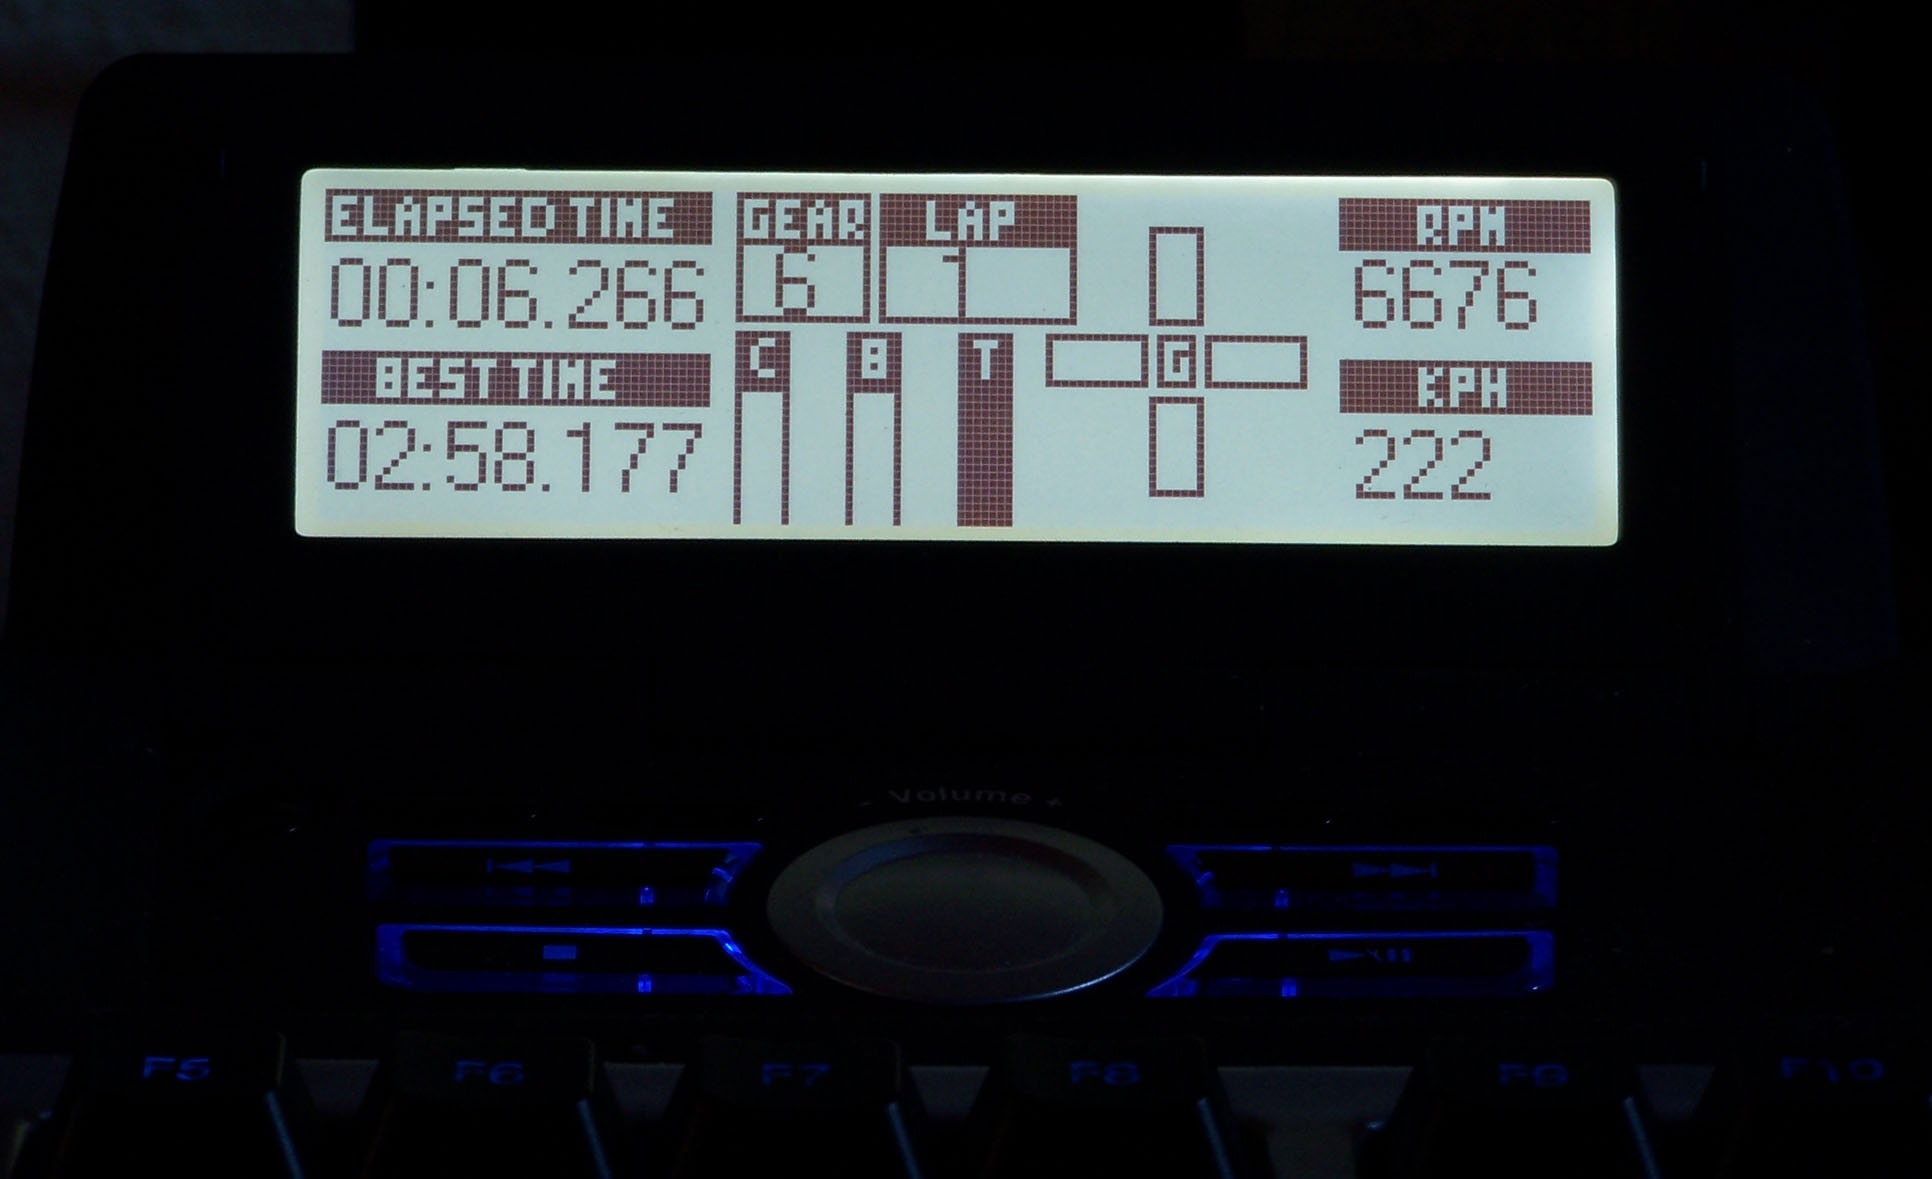 ELAPSED TIME GEAR LAP RPM
00:06.266 6 1 6676
BEST TIME C B T G KPH
02:58.177 222
- Volume +
F5 F6 F7 F8 F9 F10